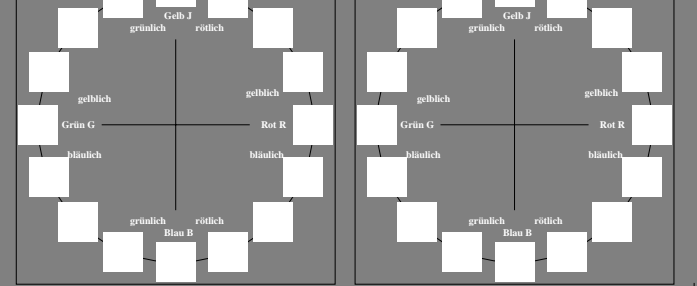 Gelb J
grünlich rötlich
gelblich gelblich
Grün G Rot R
bläulich bläulich
grünlich rötlich
Blau B
Gelb J
grünlich rötlich
gelblich gelblich
Grün G Rot R
bläulich bläulich
grünlich rötlich
Blau B